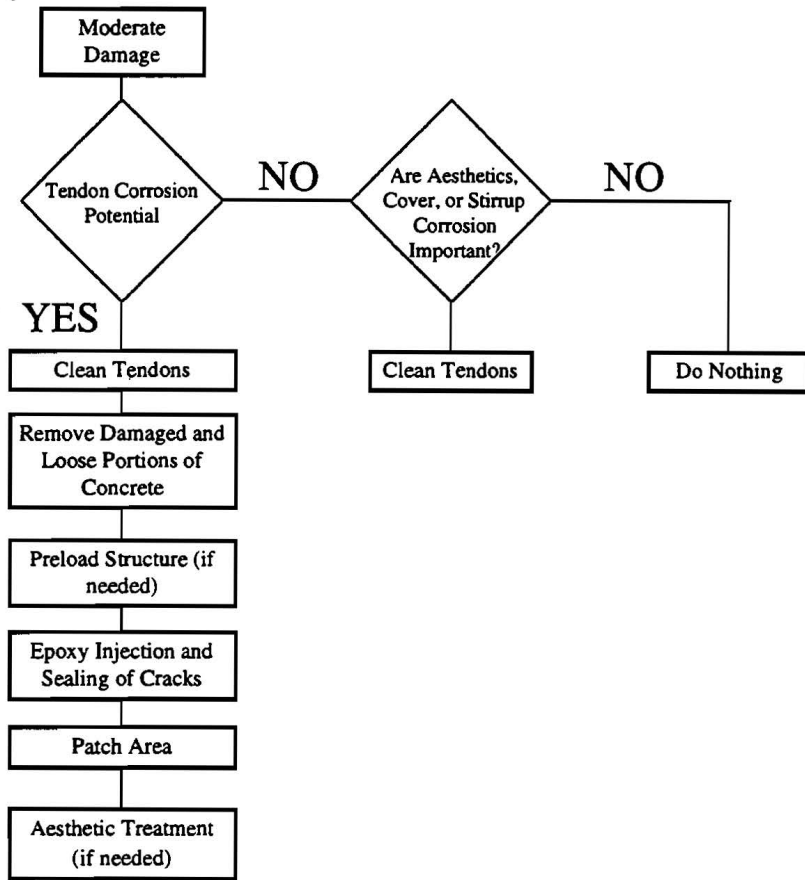 Moderate
Damage
Tendon Corrosion
Potential
NO
Are Aesthetics,
Cover, or Stirrup
Corrosion
Important?
NO
YES
Clean Tendons
Clean Tendons
Do Nothing
Remove Damaged and
Loose Portions of
Concrete
Preload Structure (if
needed)
Epoxy Injection and
Sealing of Cracks
Patch Area
Aesthetic Treatment
(if needed)